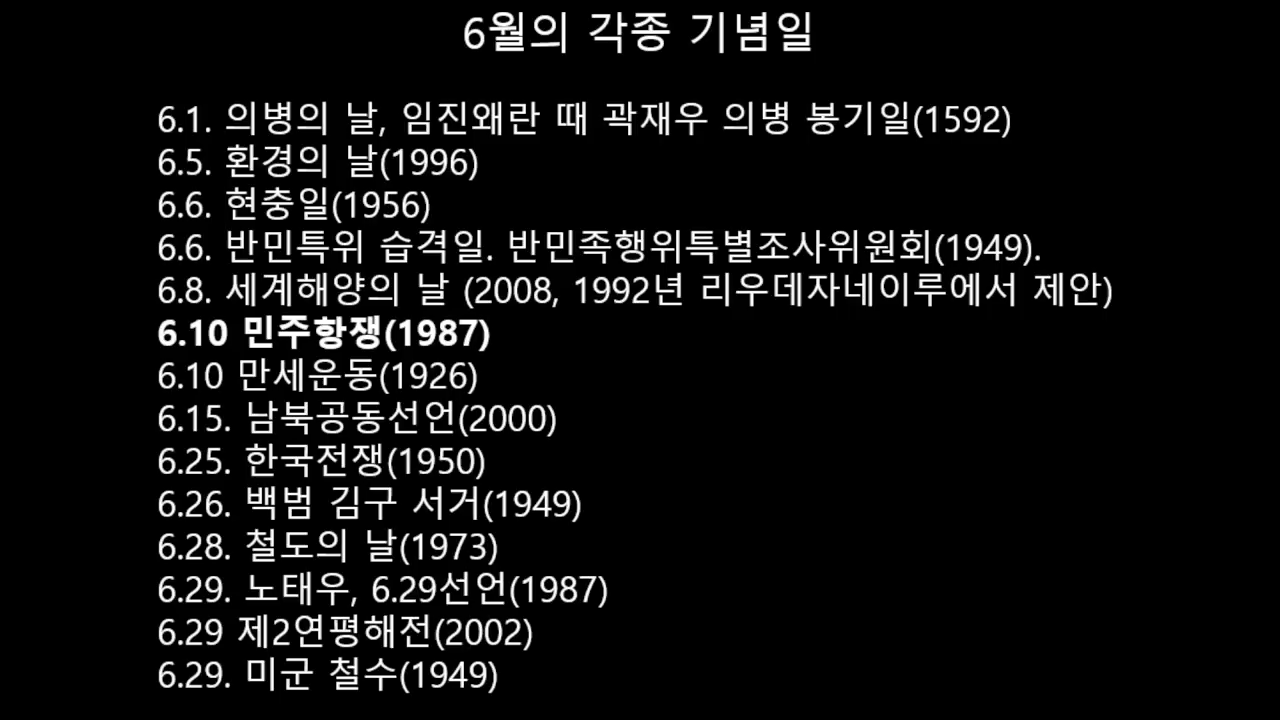 6월의 각종 기념일
6.1. 의병의 날, 임진왜란 때 곽재우 의병 봉기일(1592)
6.5. 환경의 날(1996)
6.6. 현충일(1956)
6.6. 반민특위 습격일. 반민족행위특별조사위원회(1949).
6.8. 세계해양의 날 (2008, 1992년 리우데자네이루에서 제안)
6.10 민주항쟁(1987)
6.10 만세운동(1926)
6.15. 남북공동선언(2000)
6.25. 한국전쟁(1950)
6.26. 백범 김구 서거(1949)
6.28. 철도의 날(1973)
6.29. 노태우, 6.29선언(1987)
6.29 제2연평해전(2002)
6.29. 미군 철수(1949)